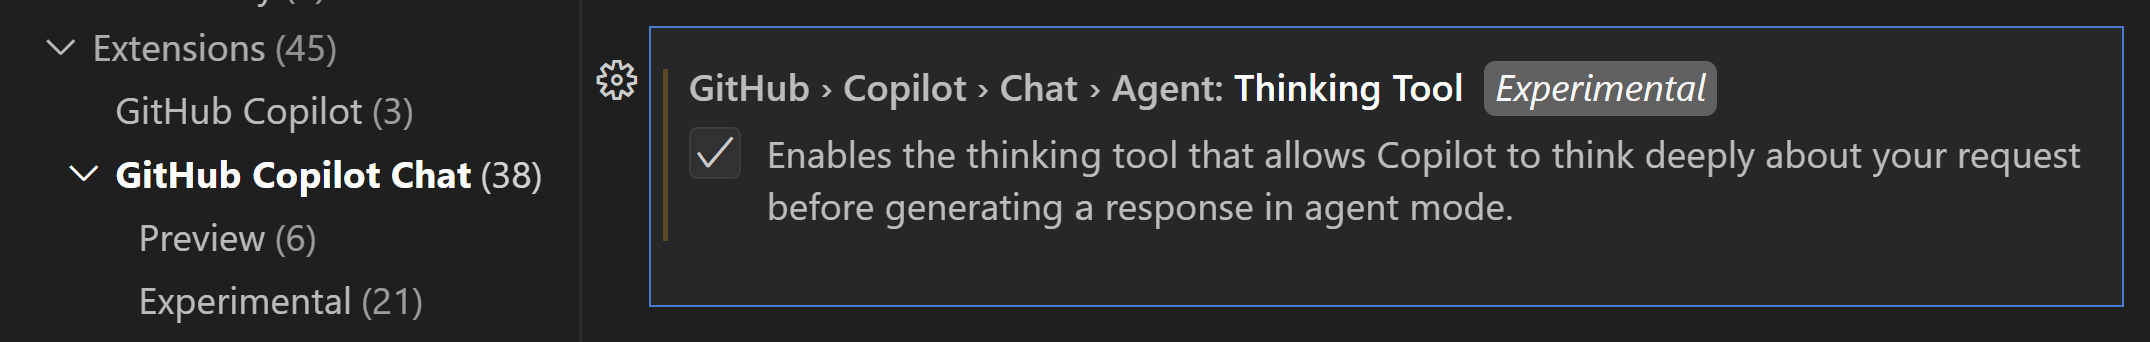 Extensions (45)
GitHub Copilot (3)
GitHub Copilot Chat (38)
Preview (6)
Experimental (21)
GitHub › Copilot › Chat › Agent: Thinking Tool Experimental
Enables the thinking tool that allows Copilot to think deeply about your request
before generating a response in agent mode.